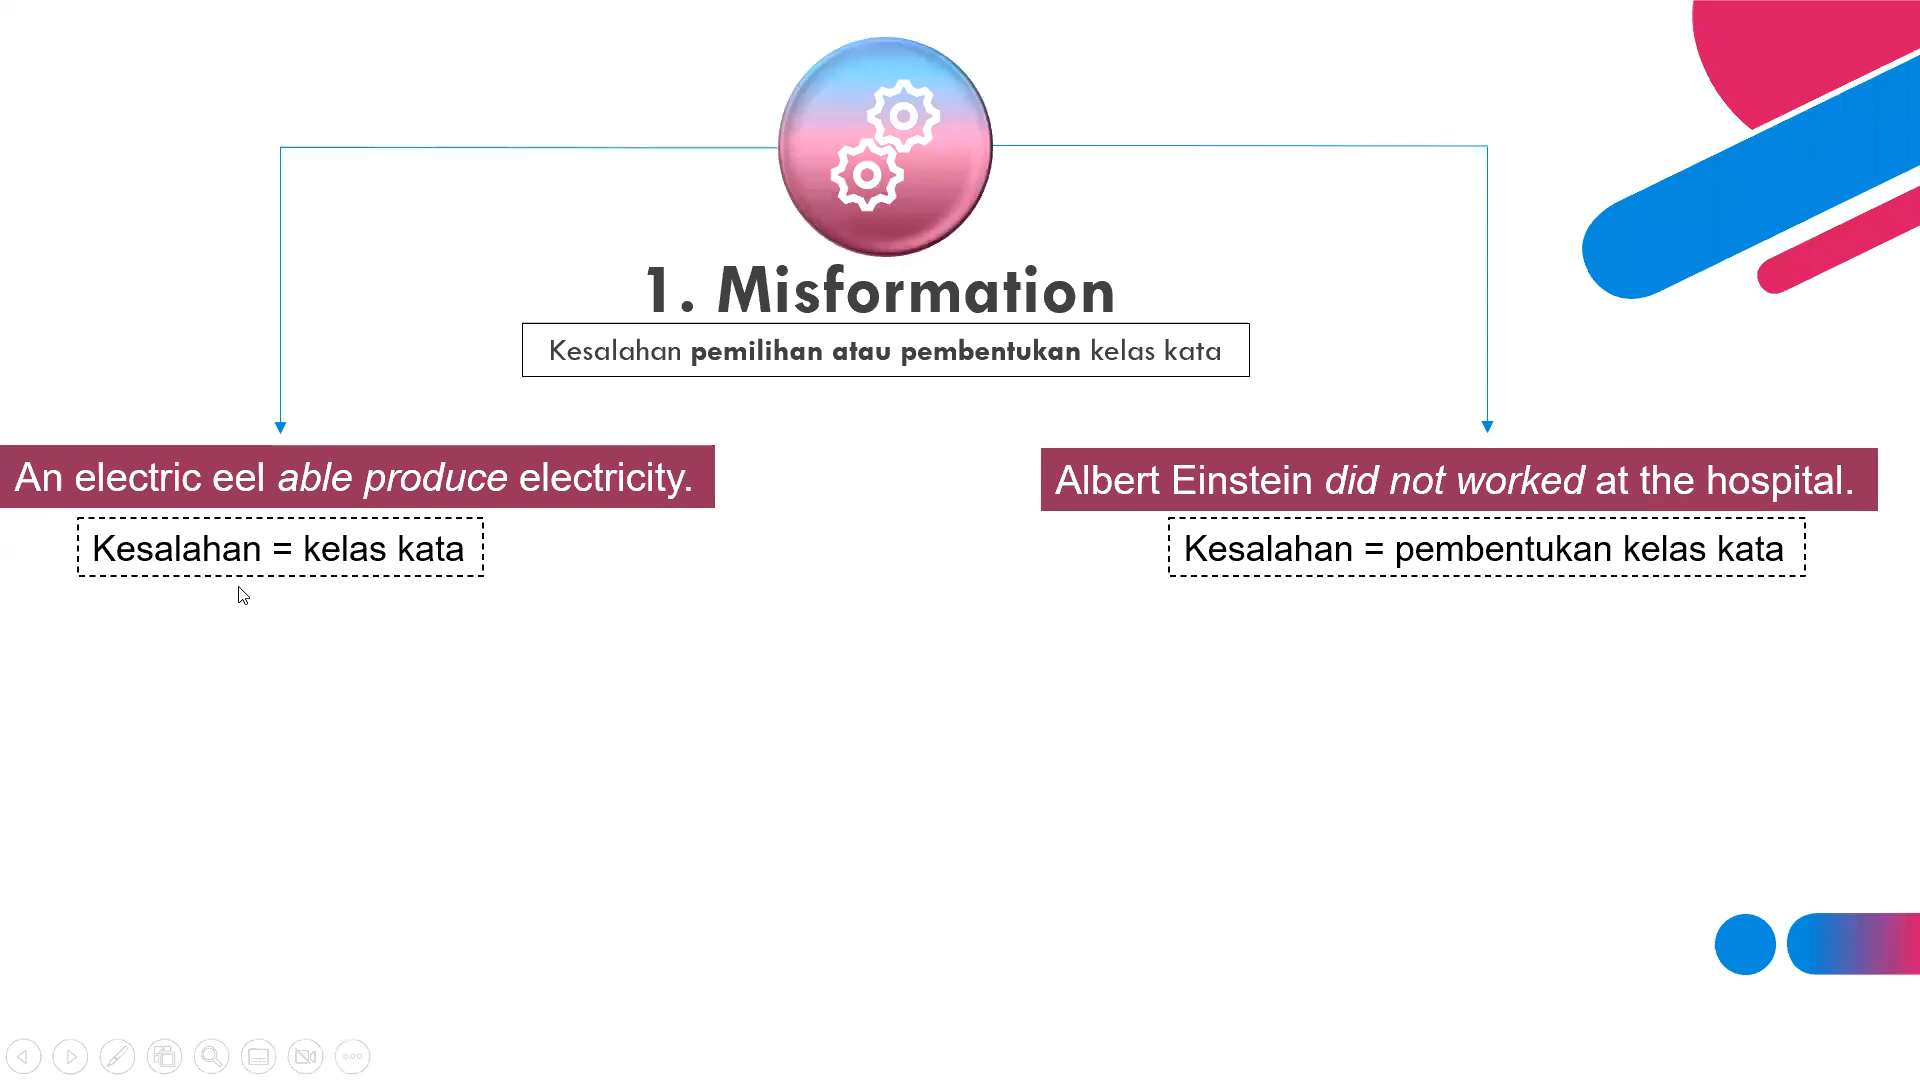 1. Misformation
Kesalahan pemilihan atau pembentukan kelas kata
An electric eel able produce electricity.
Kesalahan = kelas kata
Albert Einstein did not worked at the hospital.
Kesalahan = pembentukan kelas kata